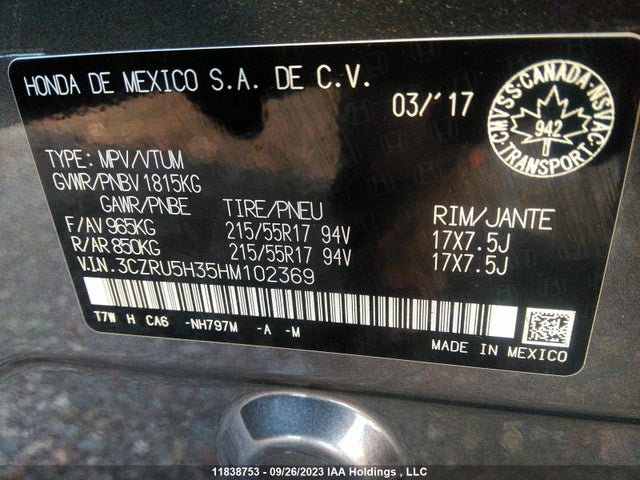 HONDA DE MEXICO S.A. DE C.V.
03/'17
CMVSS·CANADA·NSVAC
942
TRANSPORT
TYPE: MPV/VTUM
GVWR/PNBV 1815KG
GAWR/PNBE TIRE/PNEU RIM/JANTE
F/AV 965KG 215/55R17 94V 17X7.5J
R/AR 850KG 215/55R17 94V 17X7.5J
V.I.N. 3CZRU5H35HM102369
T7W H CA6 -NH797M -A -M
MADE IN MEXICO
11838753 - 09/26/2023 IAA Holdings , LLC